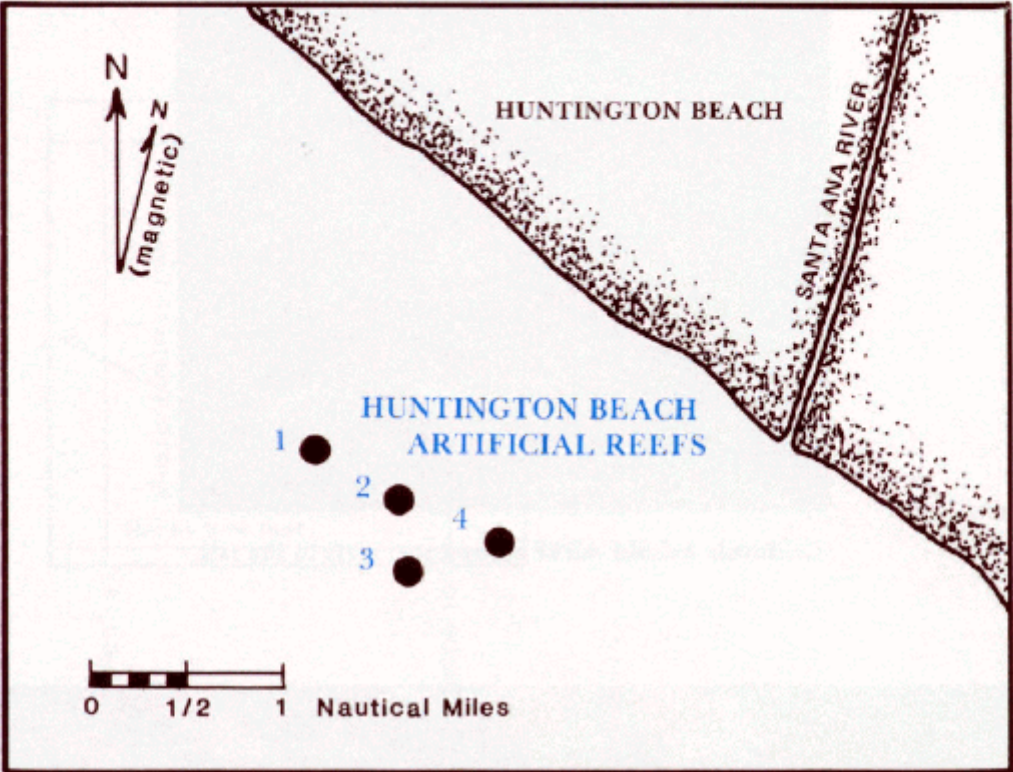 N
N
(magnetic)
HUNTINGTON BEACH
SANTA ANA RIVER
HUNTINGTON BEACH
ARTIFICIAL REEFS
1
2
4
3
0 1/2 1 Nautical Miles